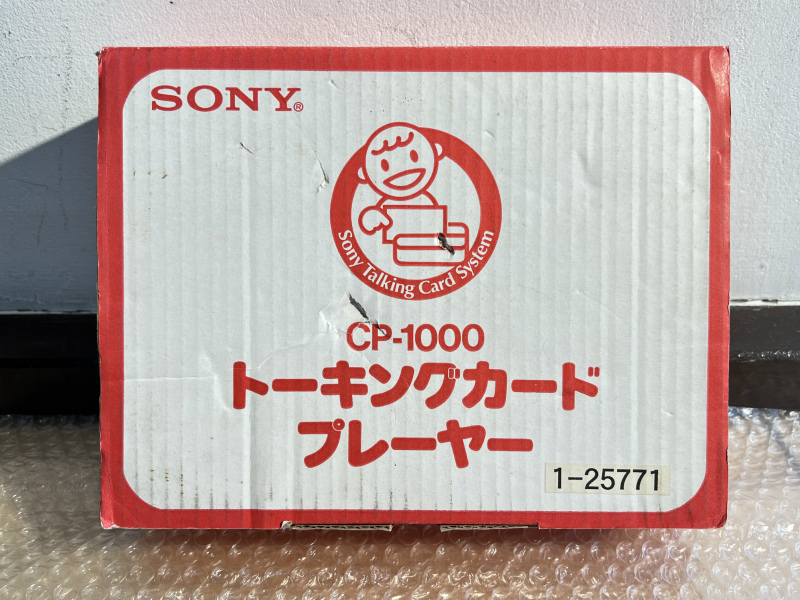 SONY®
Sony Talking Card System
CP-1000
トーキングカード
プレーヤー
1-25771